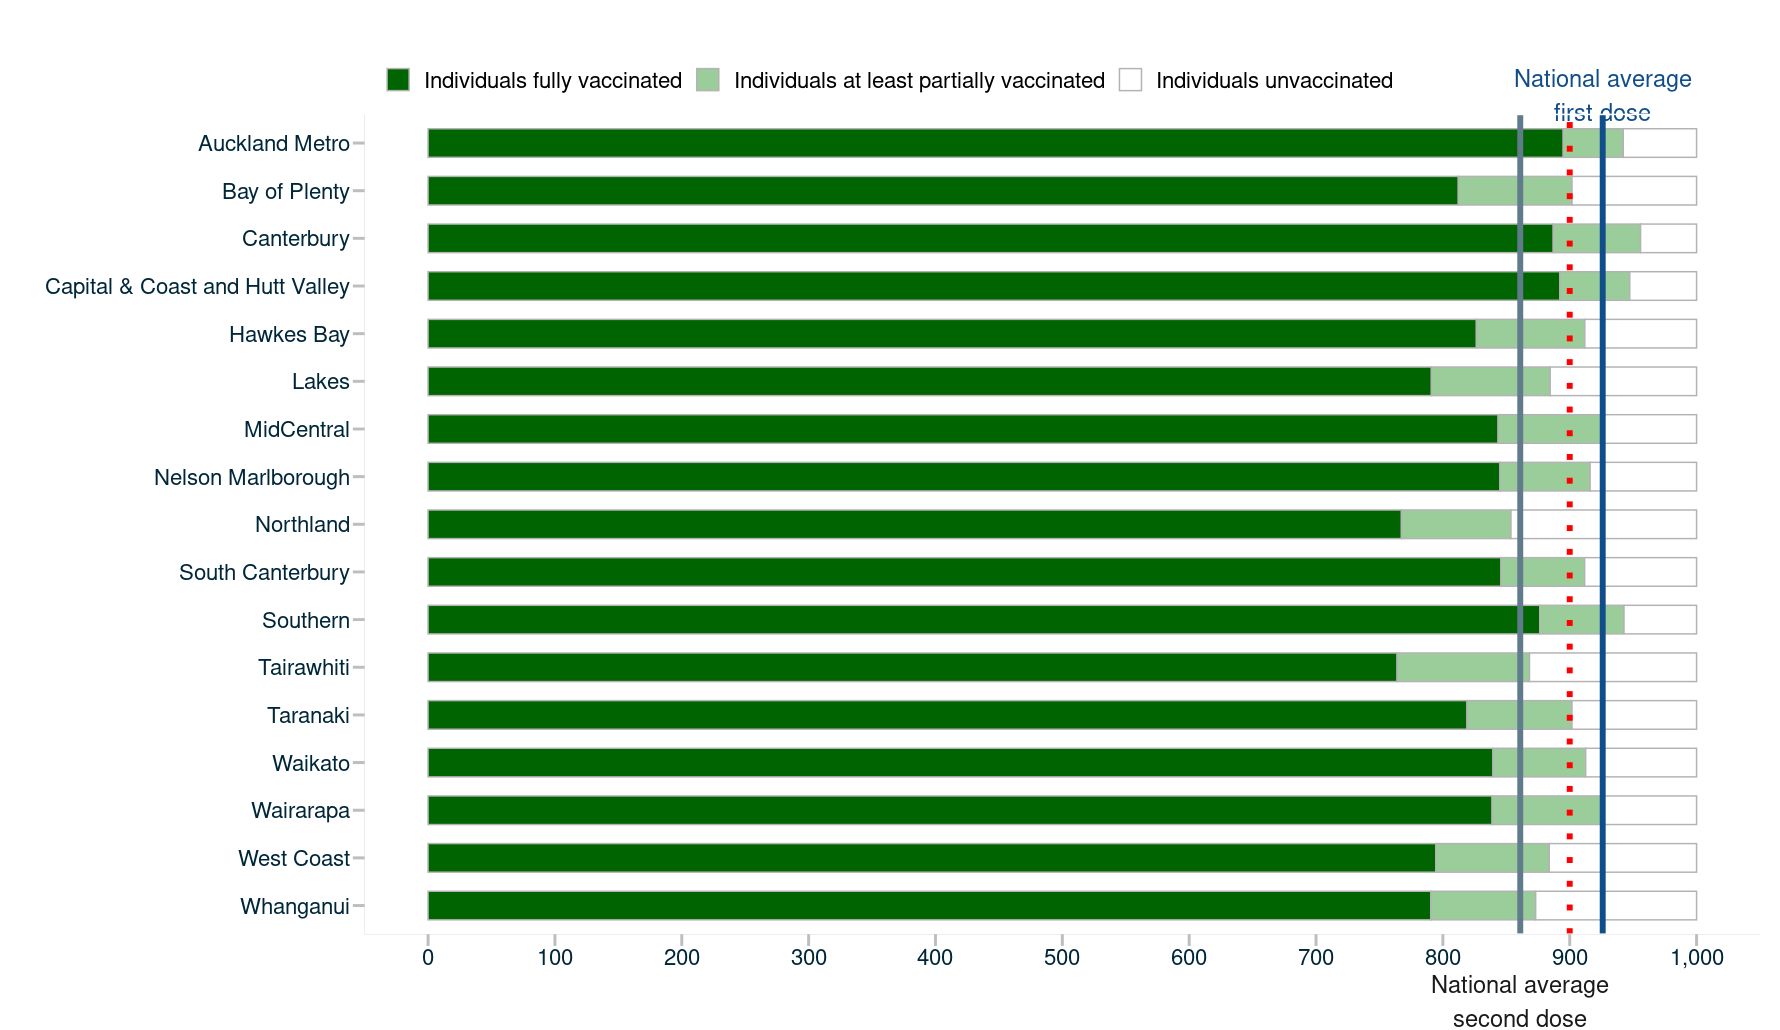 Individuals fully vaccinated Individuals at least partially vaccinated Individuals unvaccinated
National average
first dose
Auckland Metro
Bay of Plenty
Canterbury
Capital & Coast and Hutt Valley
Hawkes Bay
Lakes
MidCentral
Nelson Marlborough
Northland
South Canterbury
Southern
Tairawhiti
Taranaki
Waikato
Wairarapa
West Coast
Whanganui
0 100 200 300 400 500 600 700 800 900 1,000
National average
second dose